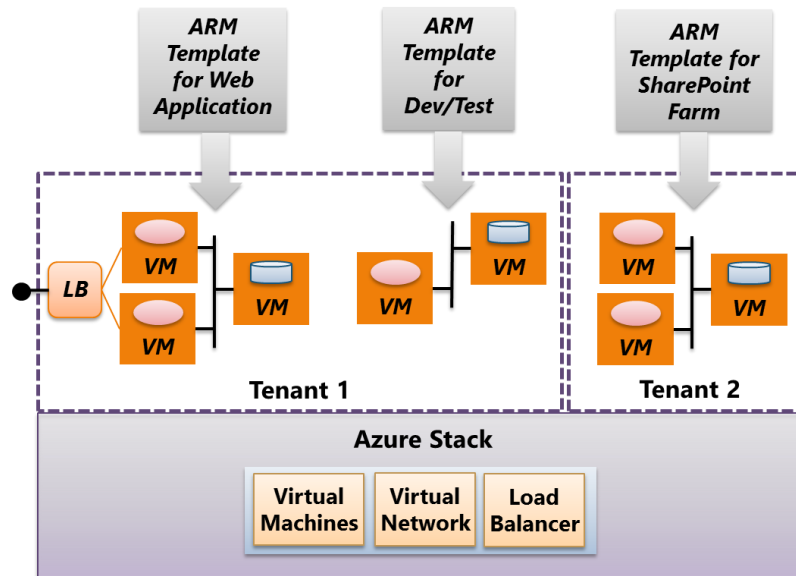 ARM
Template
for Web
Application
ARM
Template
for
Dev/Test
ARM
Template for
SharePoint
Farm
LB
VM
VM
VM
VM
VM
VM
VM
VM
Tenant 1
Tenant 2
Azure Stack
Virtual
Machines
Virtual
Network
Load
Balancer